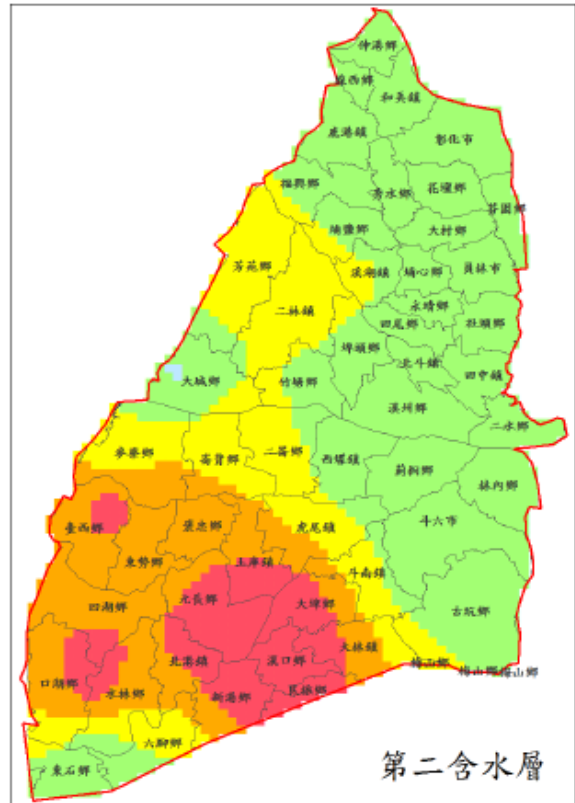 伸港鄉
線西鄉
和美鎮
鹿港鎮
彰化市
福興鄉
秀水鄉
花壇鄉
芬園鄉
埔鹽鄉
大村鄉
芳苑鄉
溪湖鎮
埔心鄉
員林市
二林鎮
永靖鄉
田尾鄉
社頭鄉
埤頭鄉
北斗鎮
田中鎮
大城鄉
竹塘鄉
溪州鄉
二水鄉
麥寮鄉
崙背鄉
二崙鄉
西螺鎮
莿桐鄉
林內鄉
臺西鄉
褒忠鄉
虎尾鎮
斗六市
東勢鄉
土庫鎮
斗南鎮
四湖鄉
元長鄉
大埤鄉
古坑鄉
口湖鄉
水林鄉
北港鎮
溪口鄉
大林鎮
梅山鄉
梅山鄉
梅山鄉
新港鄉
民雄鄉
六腳鄉
東石鄉
第二含水層